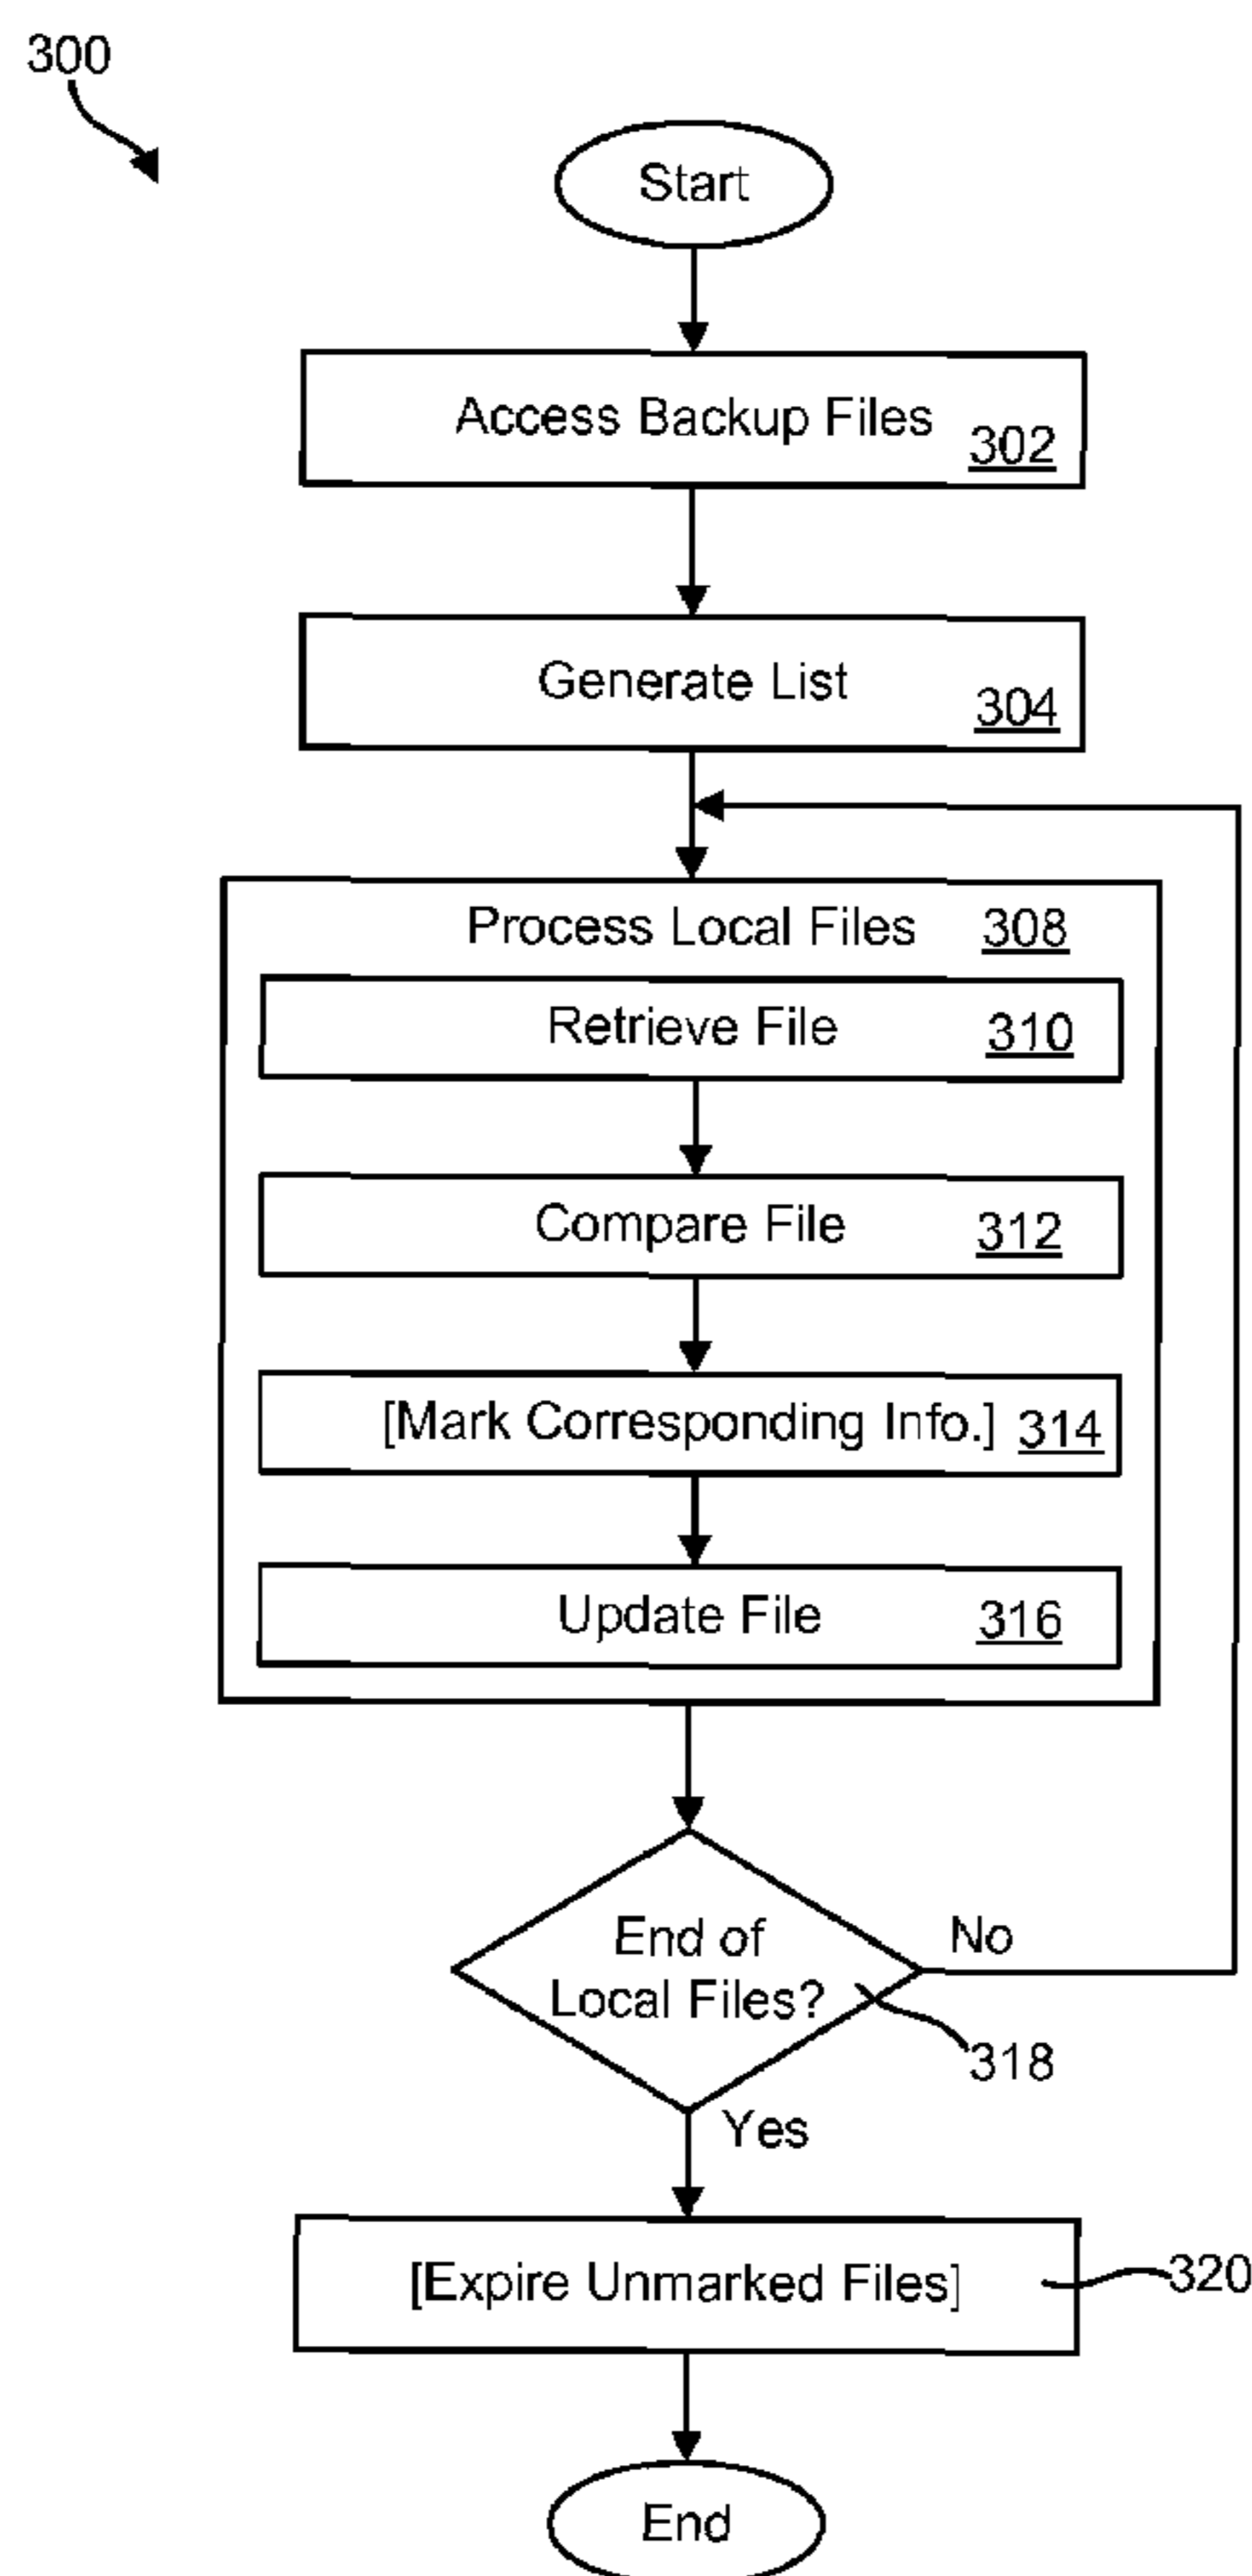 300
Start
Access Backup Files 302
Generate List 304
Process Local Files 308
Retrieve File 310
Compare File 312
[Mark Corresponding Info.] 314
Update File 316
End of
Local Files?
No
318
Yes
[Expire Unmarked Files] 320
End